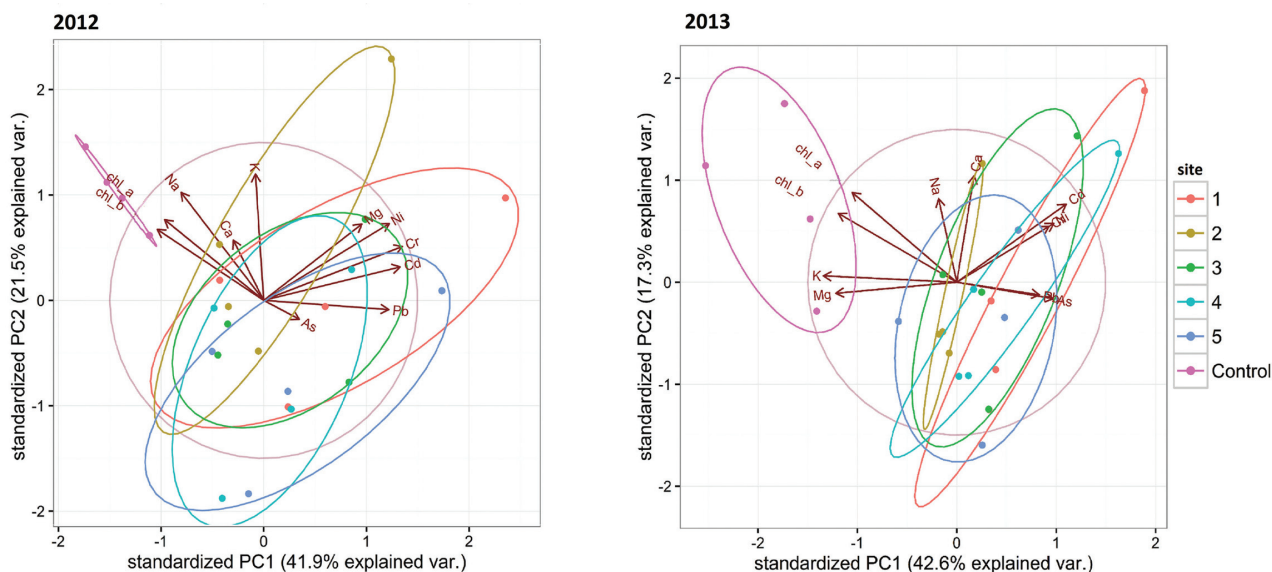 2012
2
1
0
-1
-2
-2
-1
0
1
2
standardized PC2 (21.5% explained var.)
standardized PC1 (41.9% explained var.)
K
Na
chl_a
chl_b
Ca
Mg
Ni
Cr
Cd
Pb
As
2013
2
1
0
-1
-2
-2
-1
0
1
2
standardized PC2 (17.3% explained var.)
standardized PC1 (42.6% explained var.)
chl_a
chl_b
Na
Ca
Cd
K
Mg
As
site
1
2
3
4
5
Control